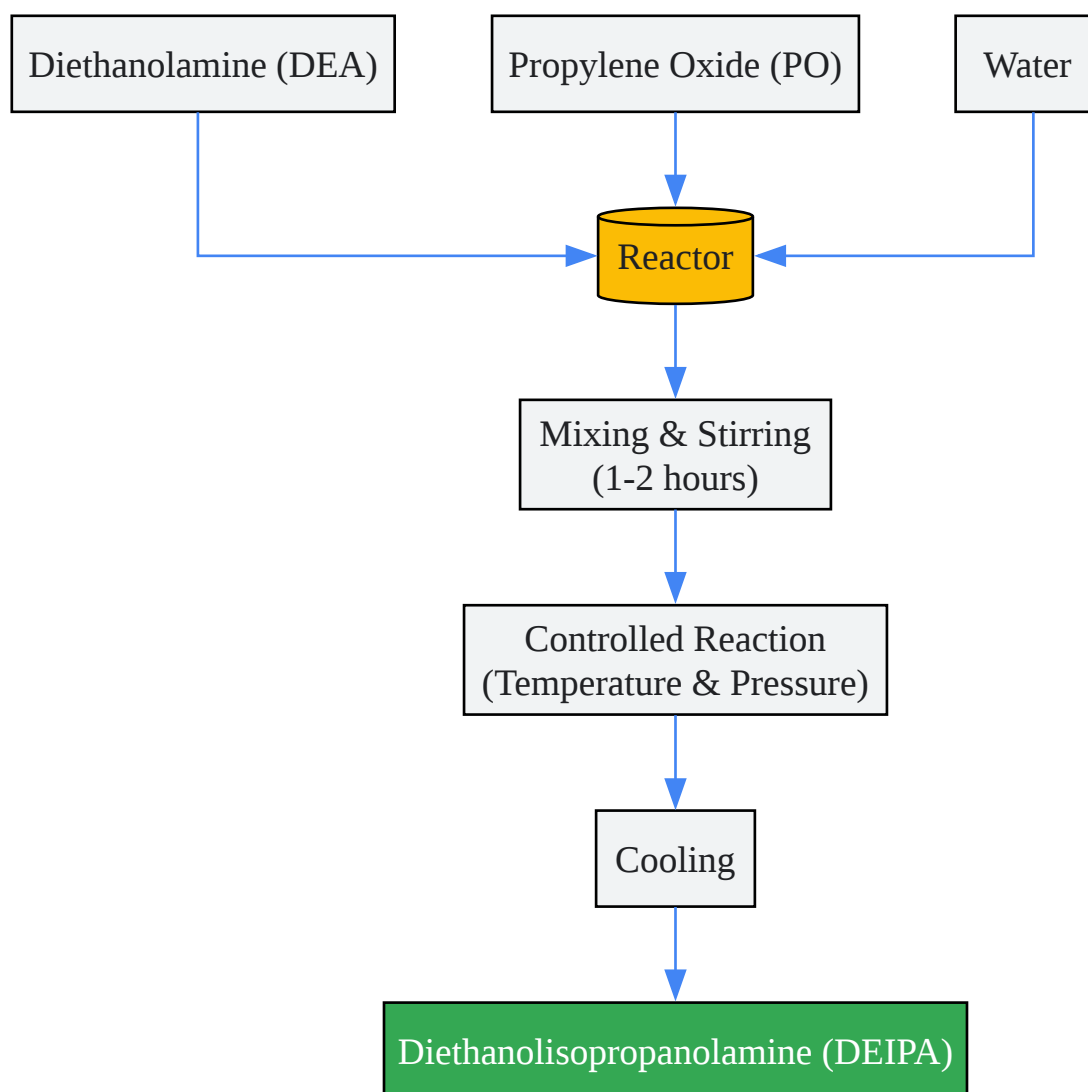 Diethanolamine (DEA)
Propylene Oxide (PO)
Water
Reactor
Mixing & Stirring
(1-2 hours)
Controlled Reaction
(Temperature & Pressure)
Cooling
Diethanolisopropanolamine (DEIPA)